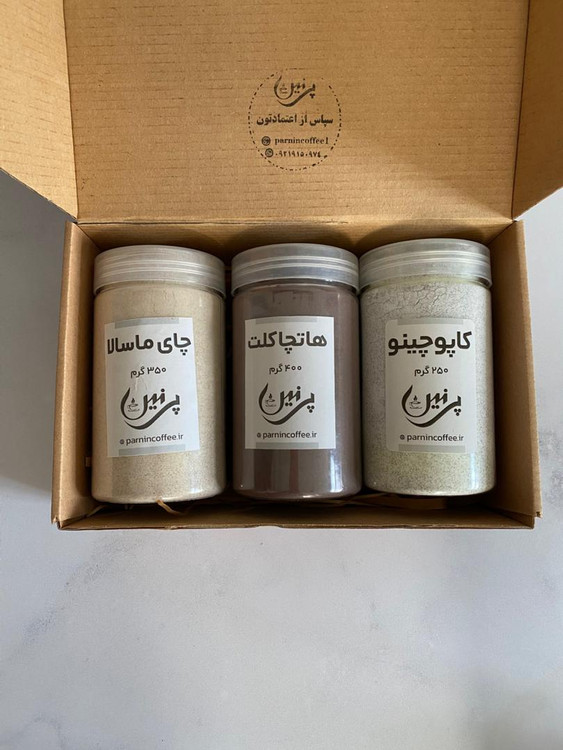 پرنین
سپاس از اعتمادتون
parnincoffee1
۰۹۲۱۹۱۵۰۹۷۴
چای ماسالا
۳۵۰ گرم
پرنین
parnincoffee.ir
هاتچاکلت
۴۰۰ گرم
پرنین
parnincoffee.ir
کاپوچینو
۲۵۰ گرم
پرنین
parnincoffee.ir